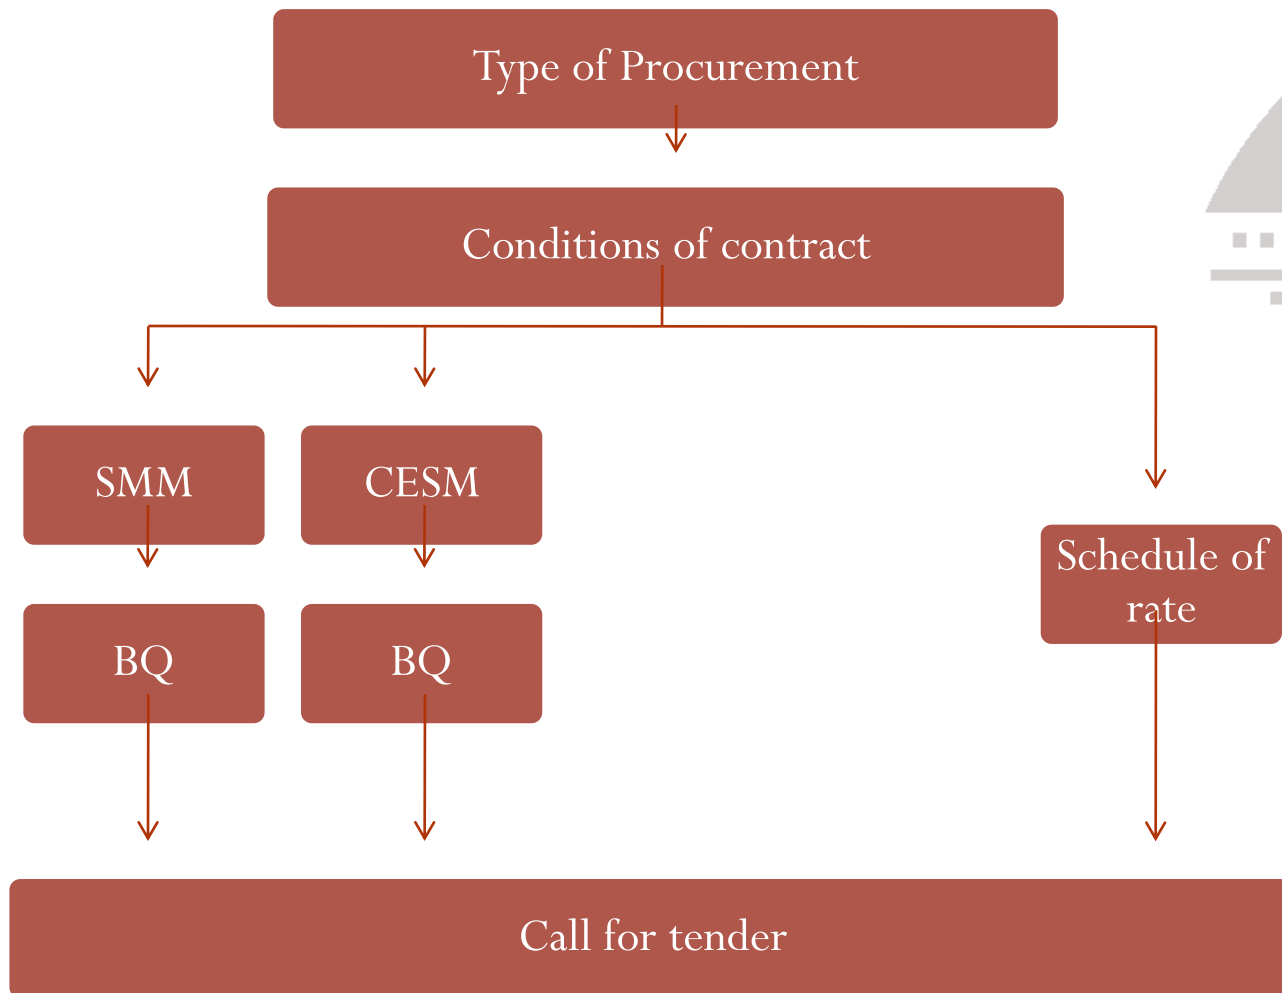 Type of Procurement
Conditions of contract
SMM
CESM
Schedule of
rate
BQ
BQ
Call for tender